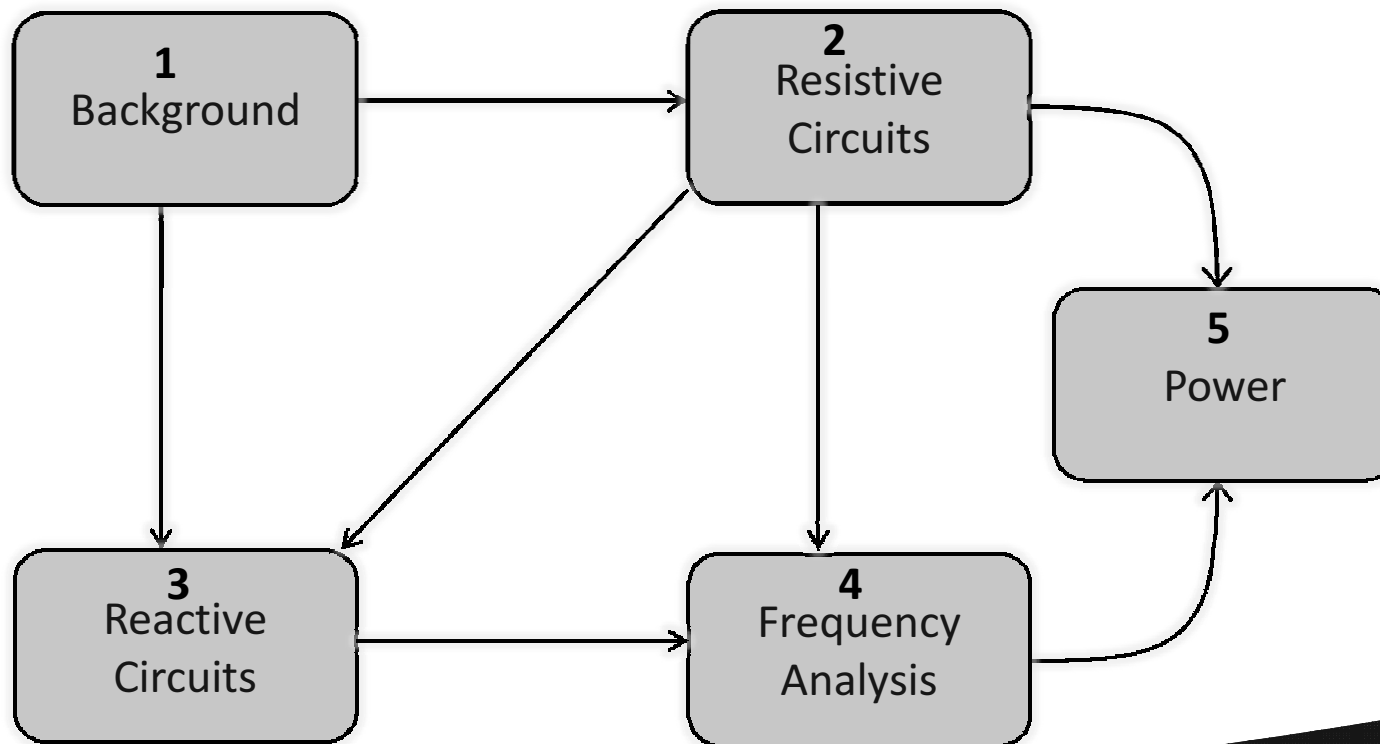 1
Background
2
Resistive
Circuits
5
Power
3
Reactive
Circuits
4
Frequency
Analysis